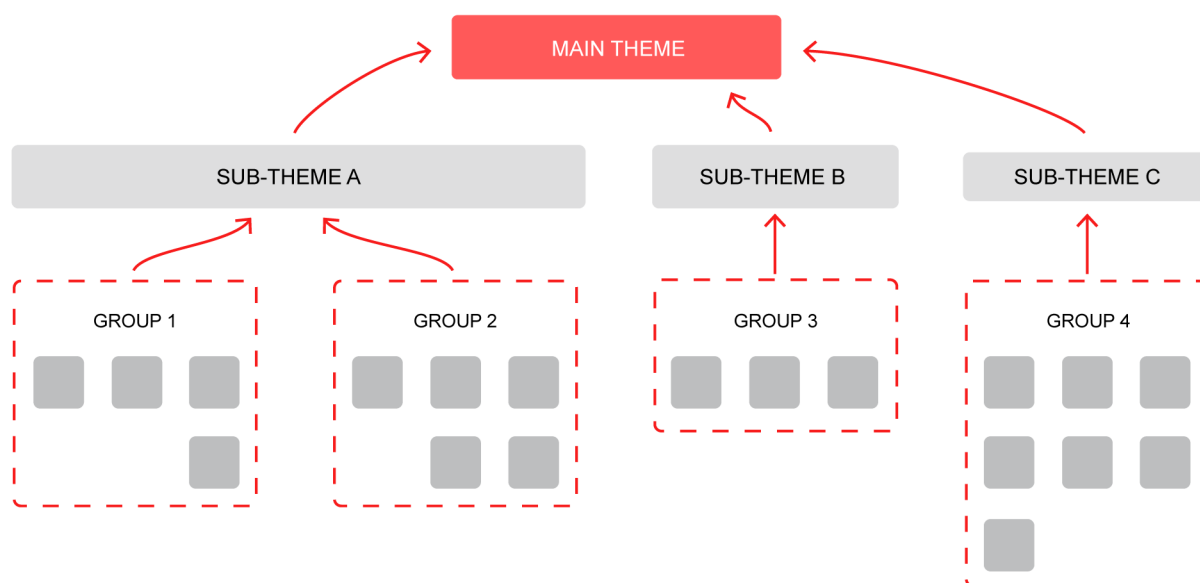 MAIN THEME
SUB-THEME A
SUB-THEME B
SUB-THEME C
GROUP 1
GROUP 2
GROUP 3
GROUP 4